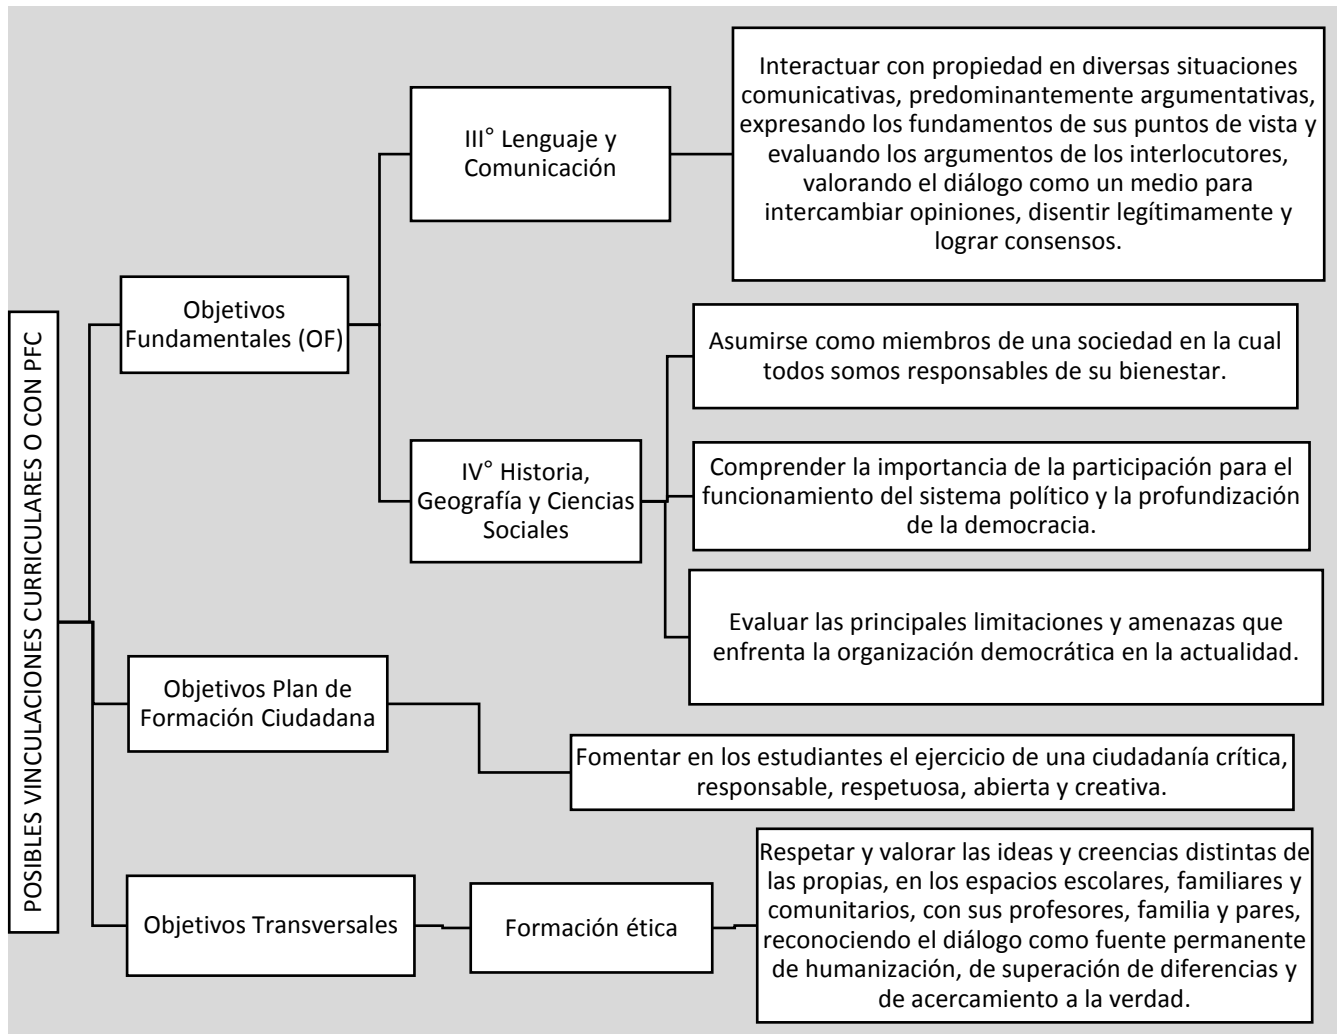 POSIBLES VINCULACIONES CURRICULARES O CON PFC
Objetivos
Fundamentales (OF)
III° Lenguaje y
Comunicación
Interactuar con propiedad en diversas situaciones
comunicativas, predominantemente argumentativas,
expresando los fundamentos de sus puntos de vista y
evaluando los argumentos de los interlocutores,
valorando el diálogo como un medio para
intercambiar opiniones, disentir legítimamente y
lograr consensos.
IV° Historia,
Geografía y Ciencias
Sociales
Asumirse como miembros de una sociedad en la cual
todos somos responsables de su bienestar.
Comprender la importancia de la participación para el
funcionamiento del sistema político y la profundización
de la democracia.
Evaluar las principales limitaciones y amenazas que
enfrenta la organización democrática en la actualidad.
Objetivos Plan de
Formación Ciudadana
Fomentar en los estudiantes el ejercicio de una ciudadanía crítica,
responsable, respetuosa, abierta y creativa.
Objetivos Transversales
Formación ética
Respetar y valorar las ideas y creencias distintas de
las propias, en los espacios escolares, familiares y
comunitarios, con sus profesores, familia y pares,
reconociendo el diálogo como fuente permanente
de humanización, de superación de diferencias y
de acercamiento a la verdad.